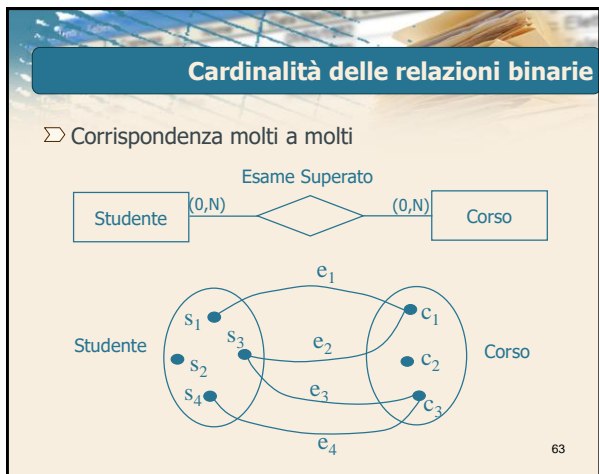 Cardinalità delle relazioni binarie
Corrispondenza molti a molti
Esame Superato
Studente (0,N) (0,N) Corso
e1
s1 c1
Studente s3 e2 Corso
s2 c2
e3
s4 c3
e4
63